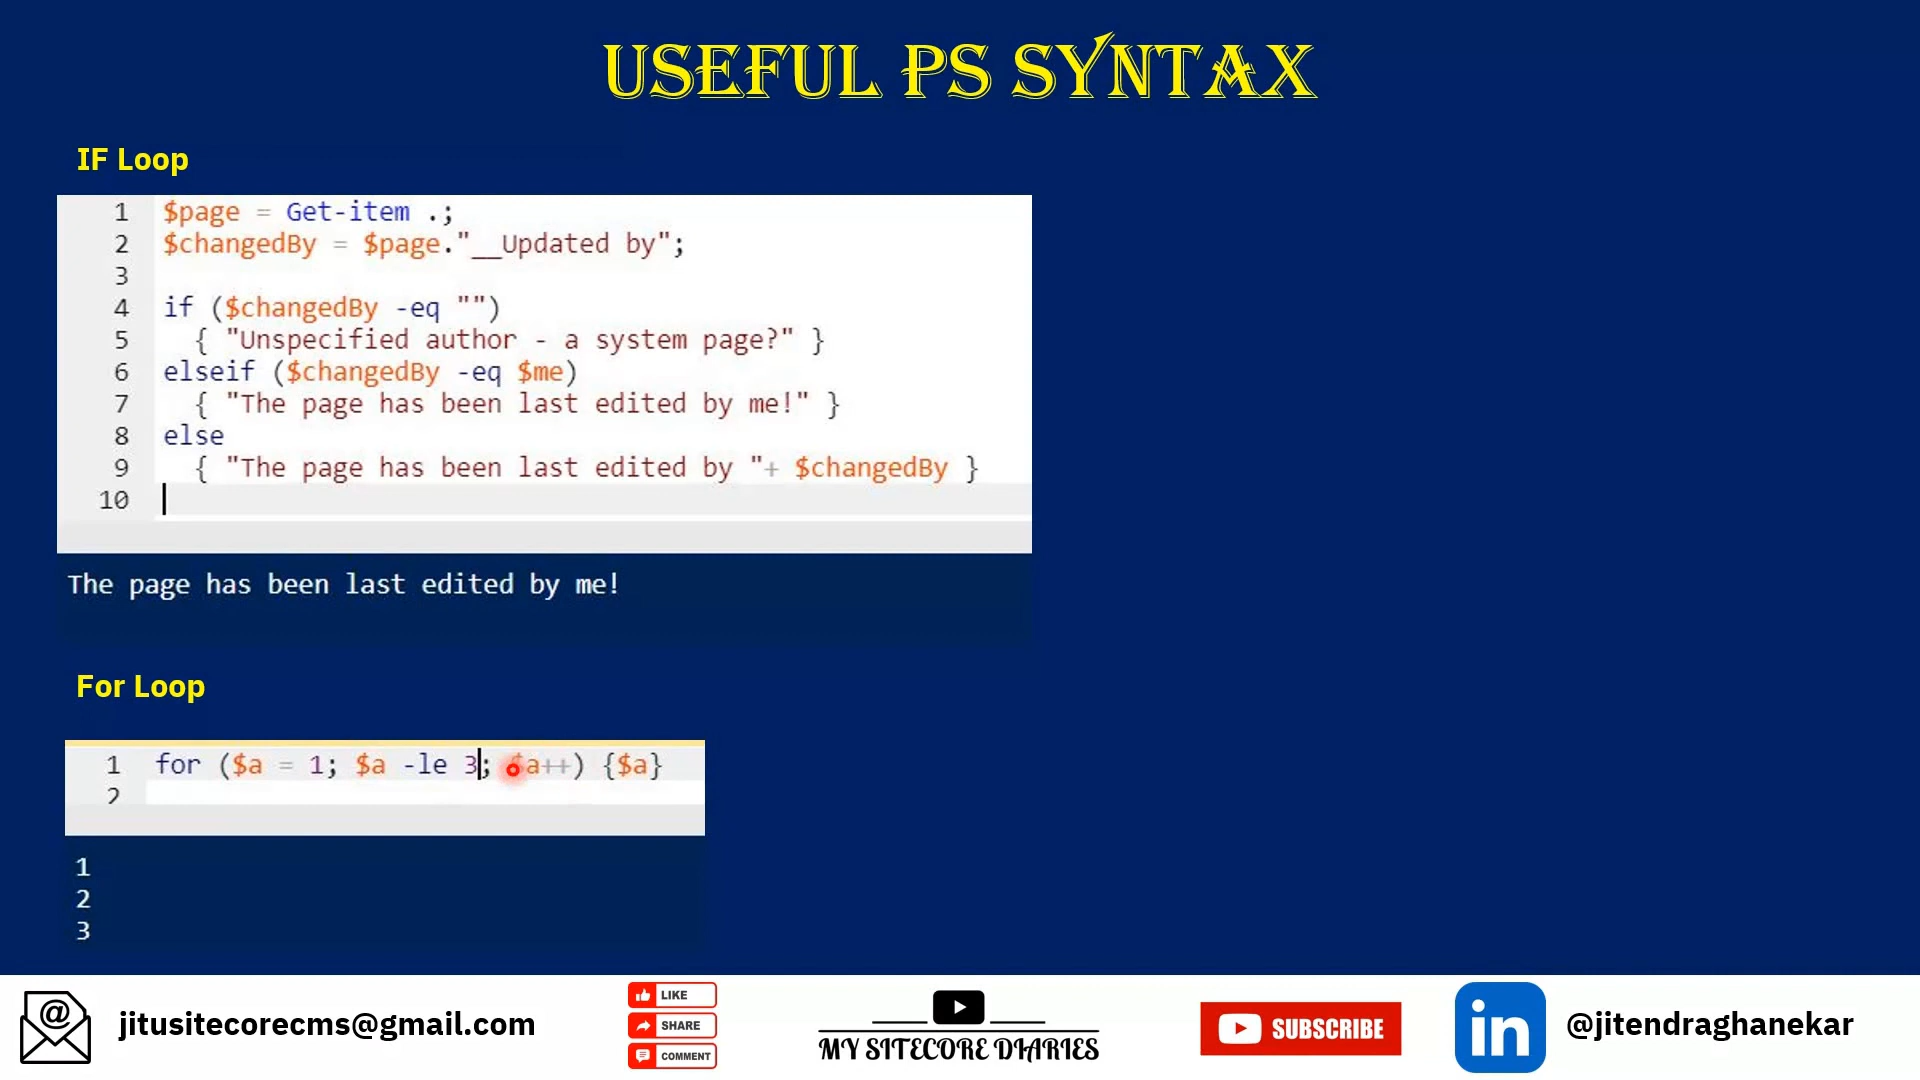 USEFUL PS SYNTAX
IF Loop
1 $page = Get-item .;
2 $changedBy = $page."__Updated by";
3
4 if ($changedBy -eq "")
5 { "Unspecified author - a system page?" }
6 elseif ($changedBy -eq $me)
7 { "The page has been last edited by me!" }
8 else
9 { "The page has been last edited by "+ $changedBy }
10
The page has been last edited by me!
For Loop
1 for ($a = 1; $a -le 3; $a++) {$a}
2
1
2
3
jitusitecorecms@gmail.com
LIKE
SHARE
COMMENT
MY SITECORE DIARIES
SUBSCRIBE
in
@jitendraghanekar